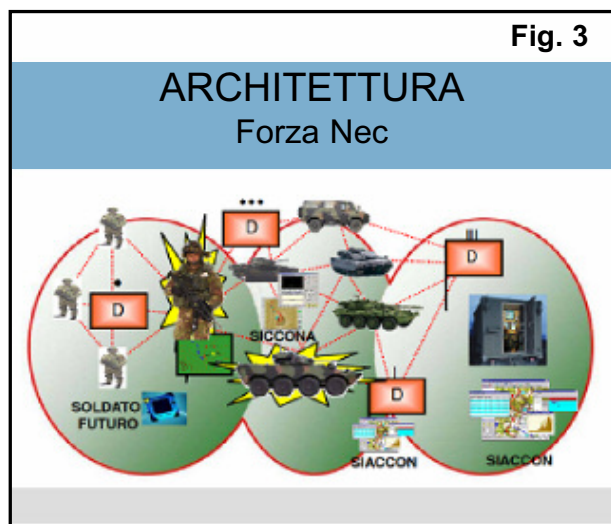 Fig. 3
ARCHITETTURA
Forza Nec
D
D
D
SICCONA
D
SOLDATO
FUTURO
SIACCON
SIACCON